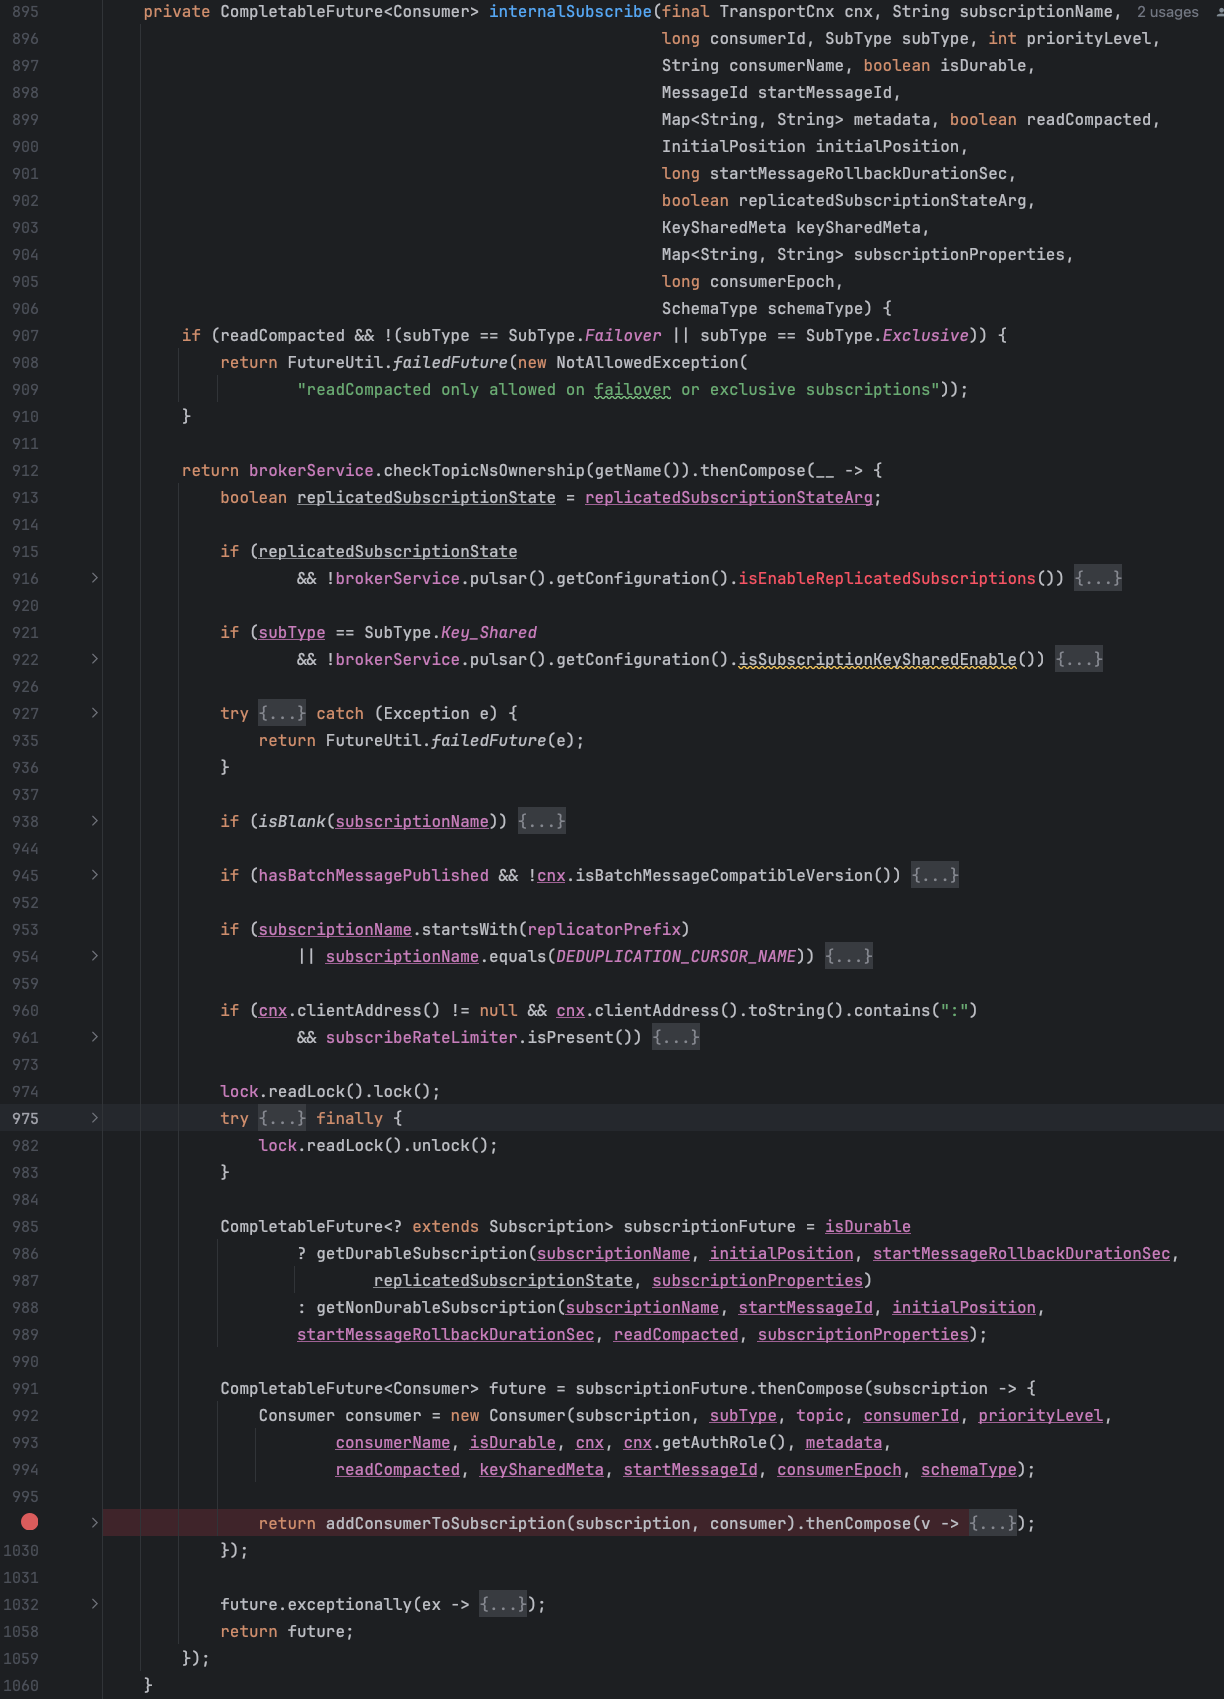 895 private CompletableFuture<Consumer> internalSubscribe(final TransportCnx cnx, String subscriptionName, 2 usages
896 long consumerId, SubType subType, int priorityLevel,
897 String consumerName, boolean isDurable,
898 MessageId startMessageId,
899 Map<String, String> metadata, boolean readCompacted,
900 InitialPosition initialPosition,
901 long startMessageRollbackDurationSec,
902 boolean replicatedSubscriptionStateArg,
903 KeySharedMeta keySharedMeta,
904 Map<String, String> subscriptionProperties,
905 long consumerEpoch,
906 SchemaType schemaType) {
907 if (readCompacted && !(subType == SubType.Failover || subType == SubType.Exclusive)) {
908 return FutureUtil.failedFuture(new NotAllowedException(
909 "readCompacted only allowed on failover or exclusive subscriptions"));
910 }
911
912 return brokerService.checkTopicNsOwnership(getName()).thenCompose(__ -> {
913 boolean replicatedSubscriptionState = replicatedSubscriptionStateArg;
914
915 if (replicatedSubscriptionState
916 && !brokerService.pulsar().getConfiguration().isEnableReplicatedSubscriptions()) {...}
920
921 if (subType == SubType.Key_Shared
922 && !brokerService.pulsar().getConfiguration().isSubscriptionKeySharedEnable()) {...}
926
927 try {...} catch (Exception e) {
935 return FutureUtil.failedFuture(e);
936 }
937
938 if (isBlank(subscriptionName)) {...}
944
945 if (hasBatchMessagePublished && !cnx.isBatchMessageCompatibleVersion()) {...}
952
953 if (subscriptionName.startsWith(replicatorPrefix)
954 || subscriptionName.equals(DEDUPLICATION_CURSOR_NAME)) {...}
959
960 if (cnx.clientAddress() != null && cnx.clientAddress().toString().contains(":")
961 && subscribeRateLimiter.isPresent()) {...}
973
974 lock.readLock().lock();
975 try {...} finally {
982 lock.readLock().unlock();
983 }
984
985 CompletableFuture<? extends Subscription> subscriptionFuture = isDurable
986 ? getDurableSubscription(subscriptionName, initialPosition, startMessageRollbackDurationSec,
987 replicatedSubscriptionState, subscriptionProperties)
988 : getNonDurableSubscription(subscriptionName, startMessageId, initialPosition,
989 startMessageRollbackDurationSec, readCompacted, subscriptionProperties);
990
991 CompletableFuture<Consumer> future = subscriptionFuture.thenCompose(subscription -> {
992 Consumer consumer = new Consumer(subscription, subType, topic, consumerId, priorityLevel,
993 consumerName, isDurable, cnx, cnx.getAuthRole(), metadata,
994 readCompacted, keySharedMeta, startMessageId, consumerEpoch, schemaType);
995
return addConsumerToSubscription(subscription, consumer).thenCompose(v -> {...});
1030 });
1031
1032 future.exceptionally(ex -> {...});
1058 return future;
1059 });
1060 }